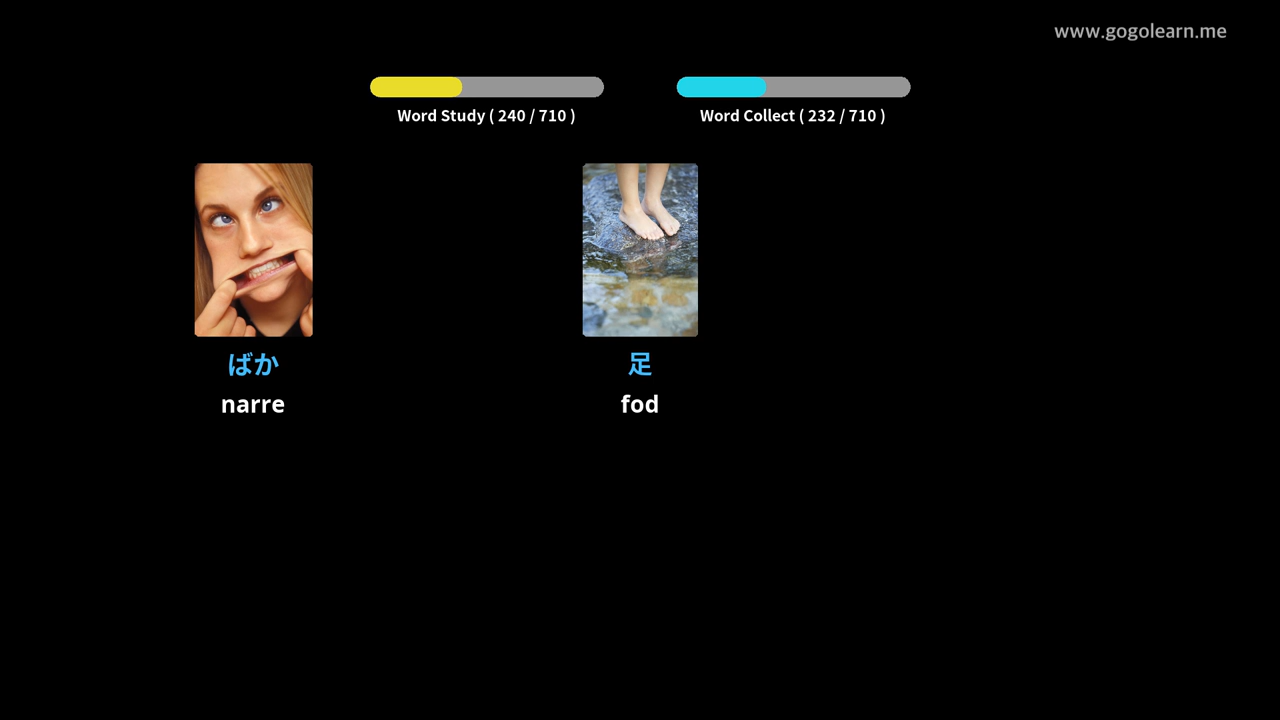 www.gogolearn.me
Word Study ( 240 / 710 )
Word Collect ( 232 / 710 )
ばか
足
narre
fod